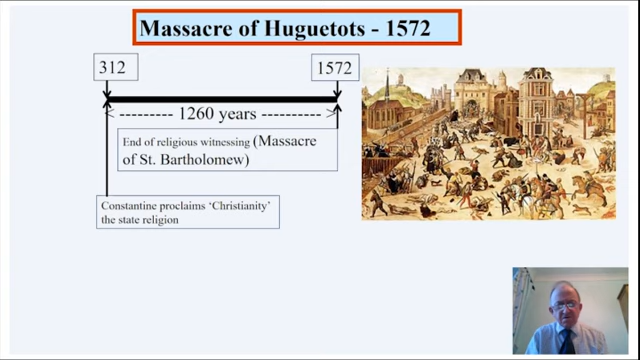 Massacre of Huguetots - 1572
312
1572
< --------- 1260 years --------- >
End of religious witnessing (Massacre
of St. Bartholomew)
Constantine proclaims ‘Christianity’
the state religion